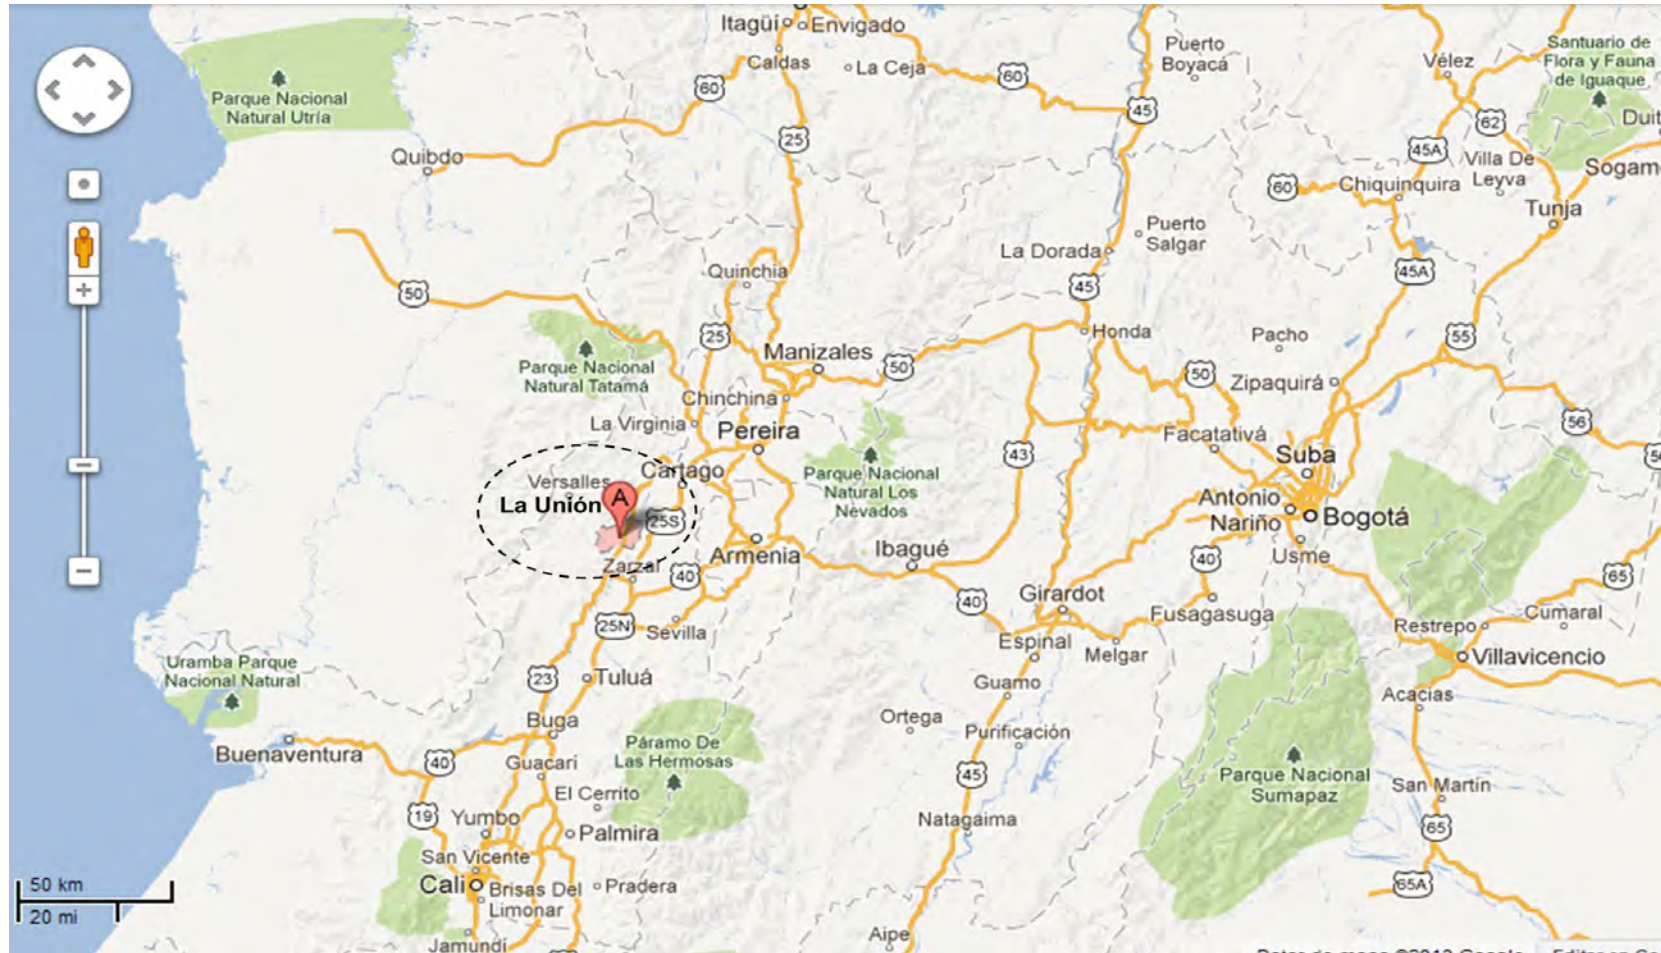 Itagüí
Envigado
Caldas
La Ceja
60
60
Puerto
Boyacá
Vélez
Santuario de
Flora y Fauna
de Iguaque
Parque Nacional
Natural Utría
45
62
Duit
25
Quibdo
45A
Villa De
Leyva
Sogam
60
Chiquinquira
Tunja
Puerto
Salgar
La Dorada
Quinchia
45A
50
45
25
Honda
Pacho
55
Manizales
50
50
Parque Nacional
Natural Tatamá
Zipaquirá
Chinchina
La Virginia
Pereira
56
Facatativá
43
Suba
Cartago
Parque Nacional
Natural Los
Nevados
Versalles
La Unión
A
25S
Antonio
Nariño
Bogotá
Armenia
Ibagué
Usme
40
Zarzal
40
65
40
Girardot
Fusagasuga
Cumaral
25N
Sevilla
Restrepo
Espinal
Melgar
Villavicencio
Uramba Parque
Nacional Natural
23
Tuluá
Guamo
Acacias
Ortega
Buga
Purificación
Buenaventura
Páramo De
Las Hermosas
40
Guacari
45
Parque Nacional
Sumapaz
San Martín
El Cerrito
19
Yumbo
Palmira
Natagaima
65
San Vicente
Cali
Brisas Del
Limonar
Pradera
65A
50 km
20 mi
Jamundí
Aipe